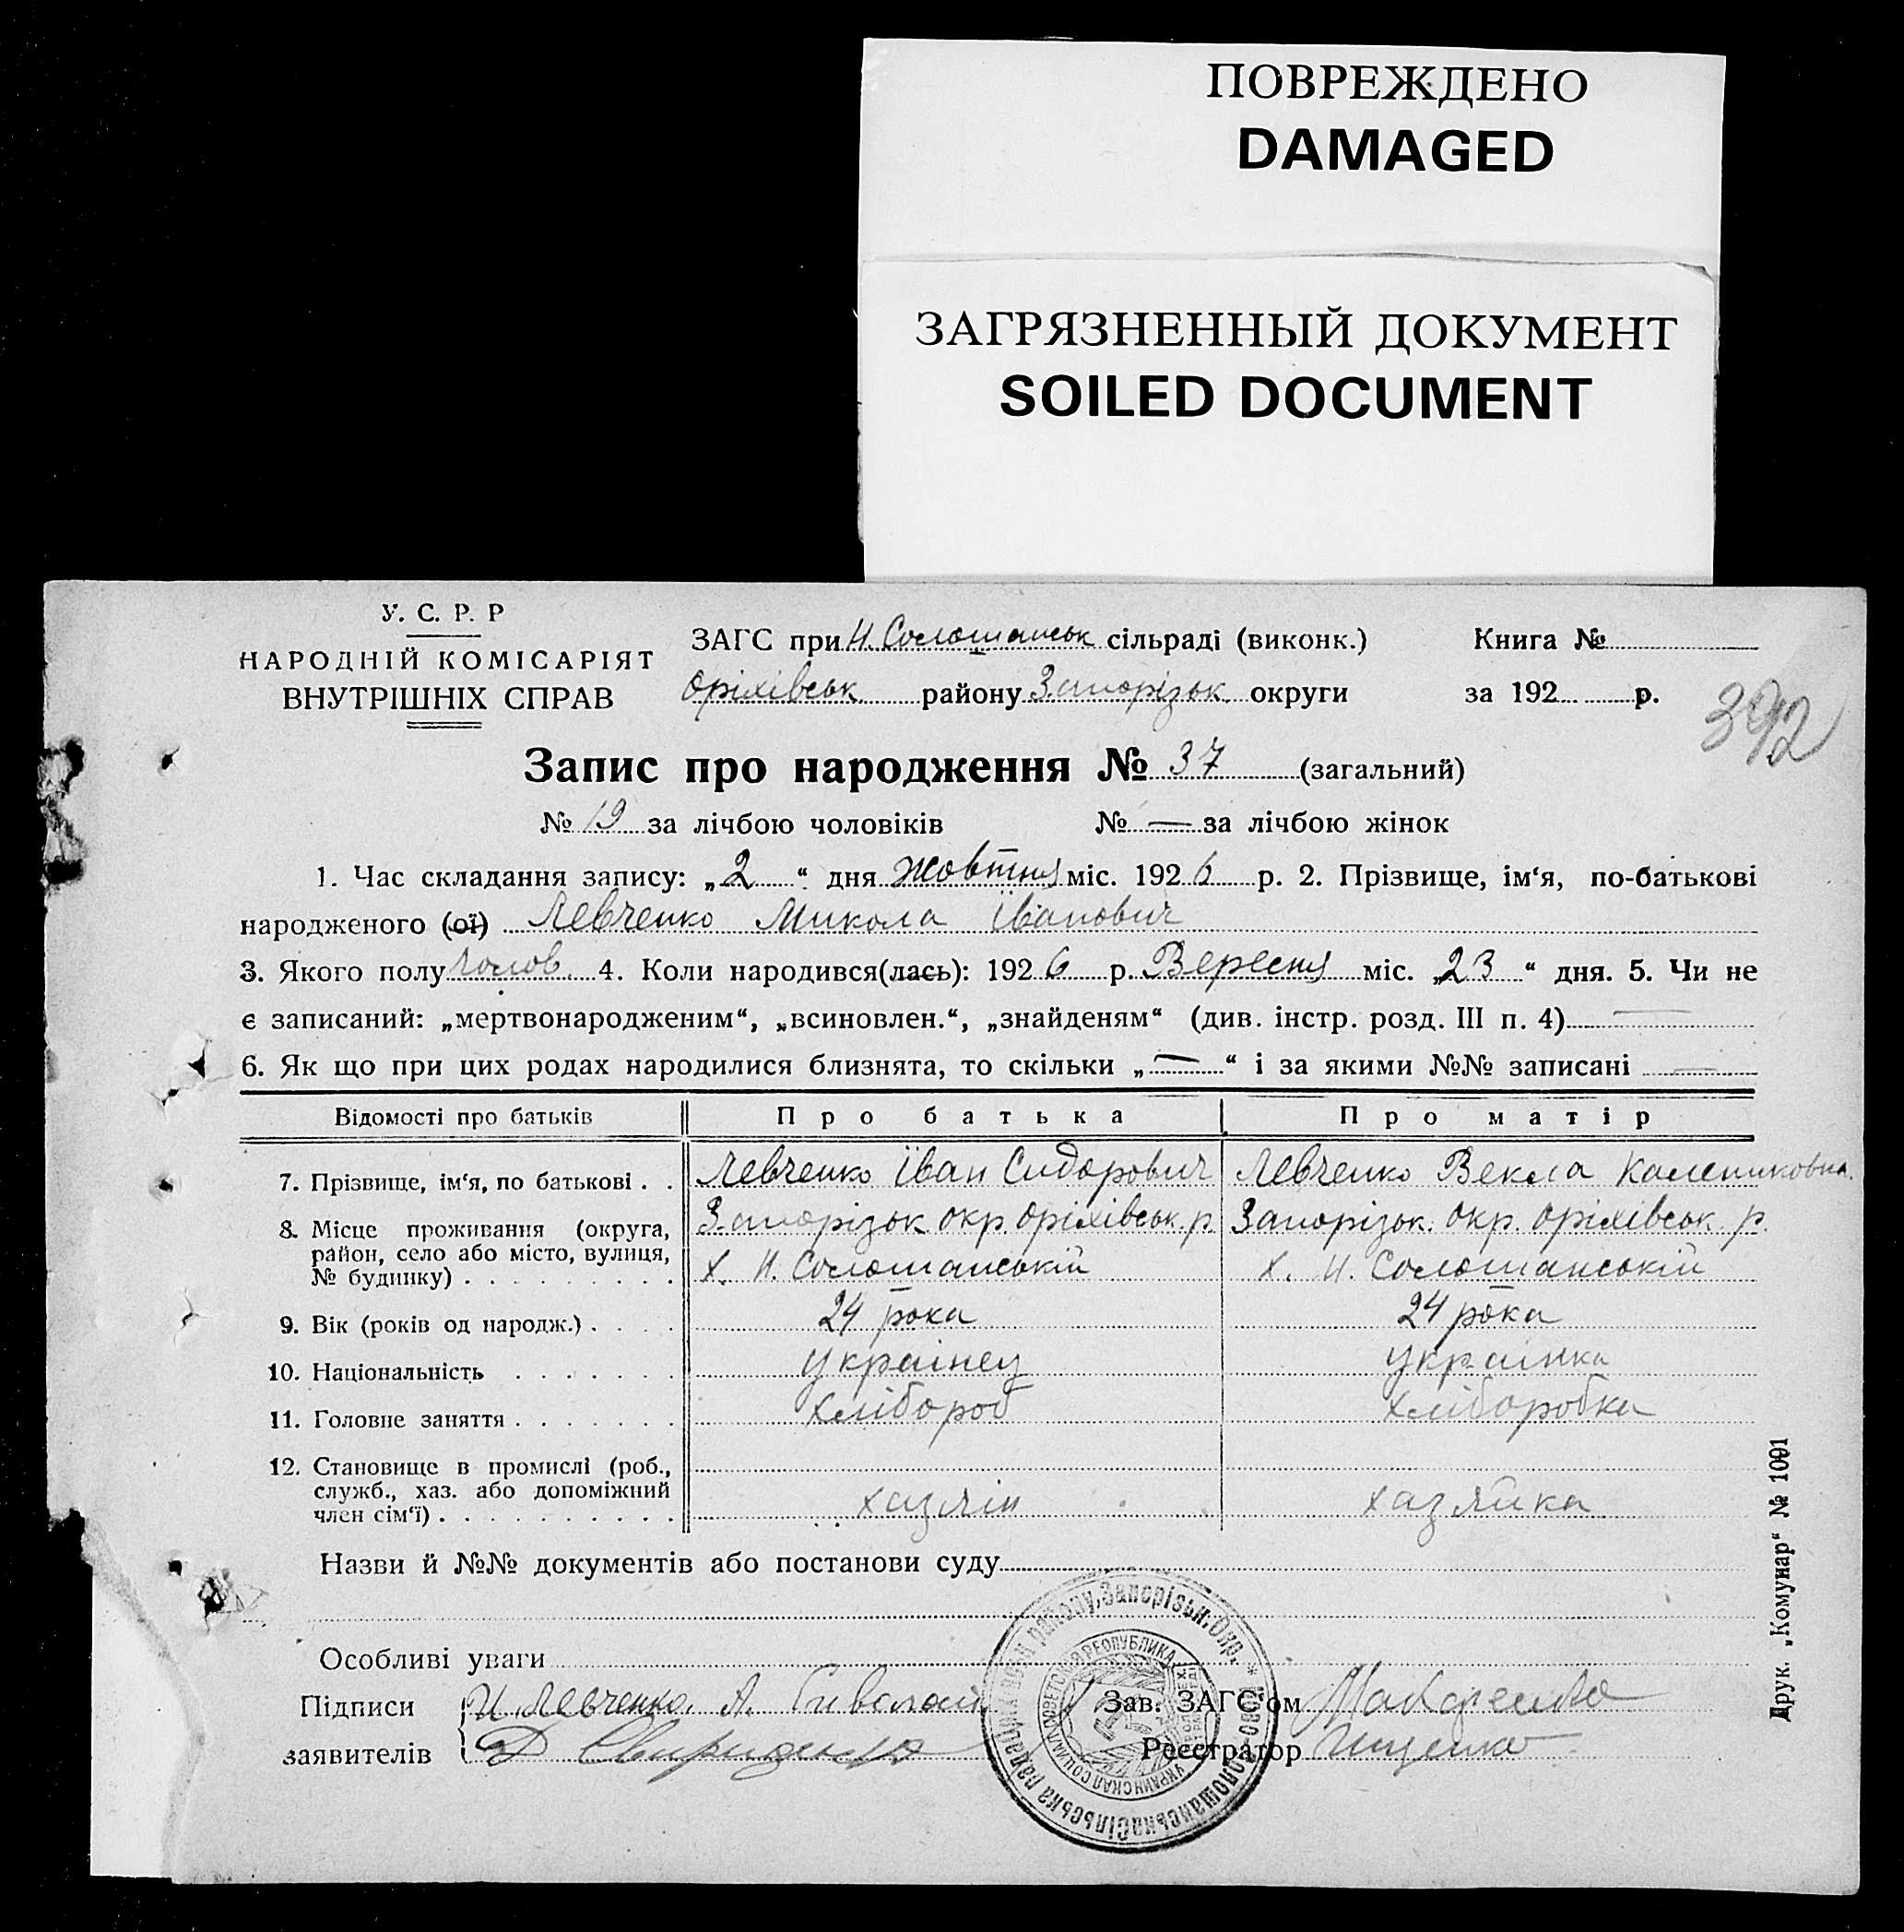 ПОВРЕЖДЕНО
DAMAGED
ЗАГРЯЗНЕННЫЙ ДОКУМЕНТ
SOILED DOCUMENT
У. С. Р. Р
НАРОДНІЙ КОМІСАРІЯТ
ВНУТРІШНІХ СПРАВ
ЗАГС при Н. Солошанськ сільраді (виконк.) Книга №
Оріхівськ. району Запорізьк. округи за 192 р.
392
Запис про народження № 37 (загальний)
№ 19 за лічбою чоловіків № — за лічбою жінок
1. Час складання запису: „2“ дня жовтня міс. 1926 р. 2. Прізвище, ім‘я, по-батькові
народженого (ої) Левченко Микола Іванович
3. Якого полу чолов. 4. Коли народився(лась): 1926 р. Вересня міс. „23“ дня. 5. Чи не
є записаний: „мертвонародженим“, „всиновлен.“, „знайденям“ (див. інстр. розд. III п. 4) —
6. Як що при цих родах народилися близнята, то скільки „—“ і за якими №№ записані —
Відомості про батьків Про батька Про матір
7. Прізвище, ім‘я, по батькові . . Левченко Іван Сидорович Левченко Векла Калениковна.
8. Місце проживання (округа, район, село або місто, вулиця, № будинку) . . . . . . . . .
Запорізьк. окр. Оріхівськ. р. Запорізьк. окр. Оріхівськ. р.
х. Н. Солошанський х. Н. Солошанський
9. Вік (років од народж.) . . . . 24 рока 24 рока
10. Національність . . . . . . . українец українка
11. Головне заняття . . . . . . . хлібороб хліборобка
12. Становище в промислі (роб., служб., хаз. або допоміжний член сім‘ї) . . . . . . . . . . хазяін хазяйка
Назви й №№ документів або постанови суду
Особливі уваги
Підписи И. Левченко. А. Зав. ЗАГС‘ом
заявителів Д Реєстратор
Друк. „Комунар“ № 1091